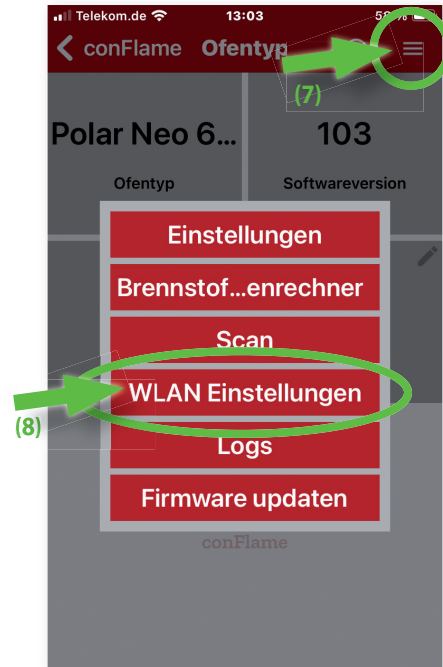 Telekom.de 13:03
conFlame Ofentyp
(7)
Polar Neo 6... 103
Ofentyp Softwareversion
Einstellungen
Brennstof...enrechner
Scan
WLAN Einstellungen
(8)
Logs
Firmware updaten
conFlame